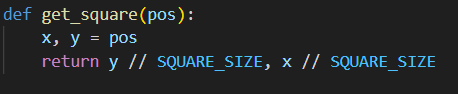 def get_square(pos):
    x, y = pos
    return y // SQUARE_SIZE, x // SQUARE_SIZE